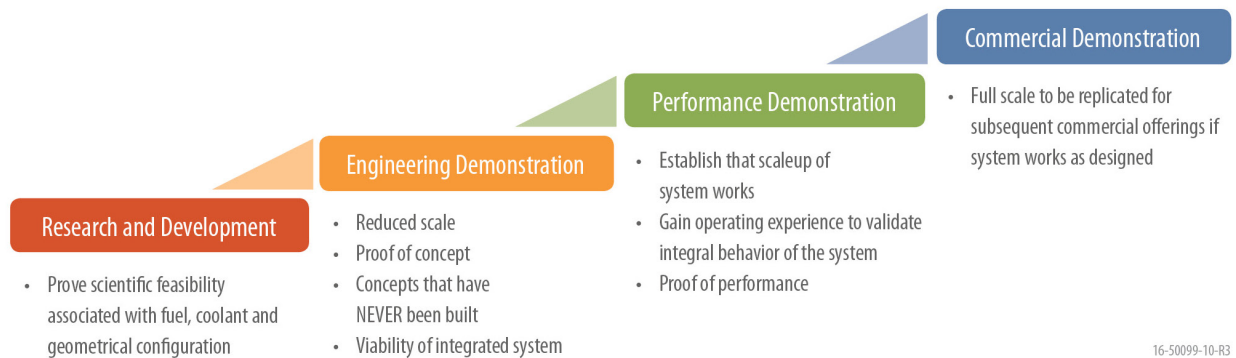 Research and Development
• Prove scientific feasibility
associated with fuel, coolant and
geometrical configuration
Engineering Demonstration
• Reduced scale
• Proof of concept
• Concepts that have
NEVER been built
• Viability of integrated system
Performance Demonstration
• Establish that scaleup of
system works
• Gain operating experience to validate
integral behavior of the system
• Proof of performance
Commercial Demonstration
• Full scale to be replicated for
subsequent commercial offerings if
system works as designed
16-50099-10-R3